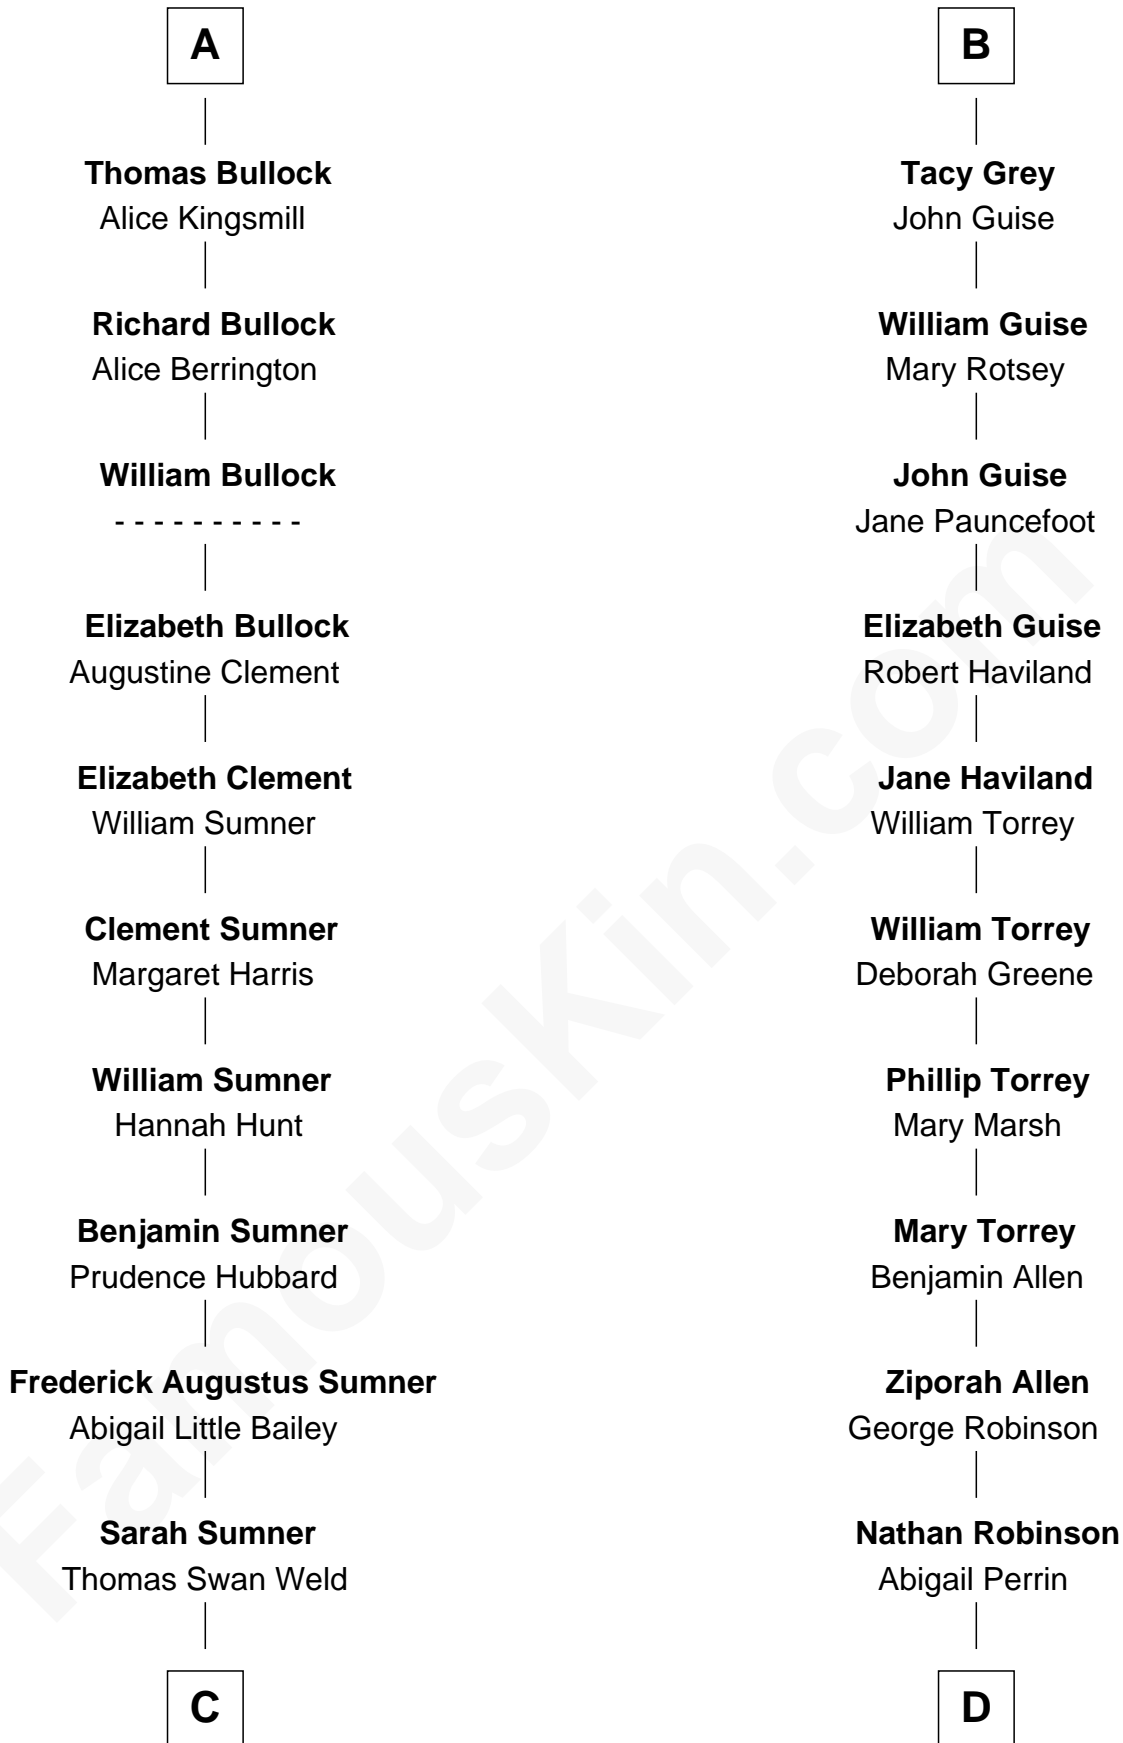 A
Thomas Bullock
Alice Kingsmill
Richard Bullock
Alice Berrington
William Bullock
- - - - - - - - - -
Elizabeth Bullock
Augustine Clement
Elizabeth Clement
William Sumner
Clement Sumner
Margaret Harris
William Sumner
Hannah Hunt
Benjamin Sumner
Prudence Hubbard
Frederick Augustus Sumner
Abigail Little Bailey
Sarah Sumner
Thomas Swan Weld
C
B
Tacy Grey
John Guise
William Guise
Mary Rotsey
John Guise
Jane Pauncefoot
Elizabeth Guise
Robert Haviland
Jane Haviland
William Torrey
William Torrey
Deborah Greene
Phillip Torrey
Mary Marsh
Mary Torrey
Benjamin Allen
Ziporah Allen
George Robinson
Nathan Robinson
Abigail Perrin
D
FamousKin.com